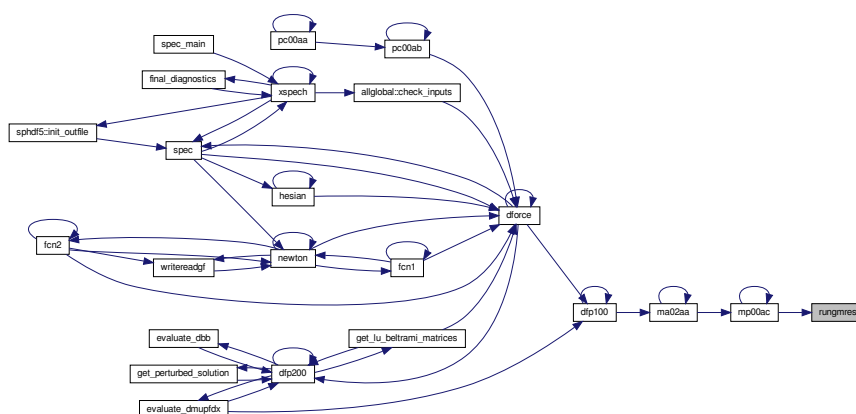 spec_main
pc00aa
pc00ab
final_diagnostics
xspech
allglobal::check_inputs
sphdf5::init_outfile
spec
hesian
dforce
fcn2
newton
fcn1
writereadgf
dfp100
ma02aa
mp00ac
rungmres
evaluate_dbb
get_lu_beltrami_matrices
get_perturbed_solution
dfp200
evaluate_dmupfdx